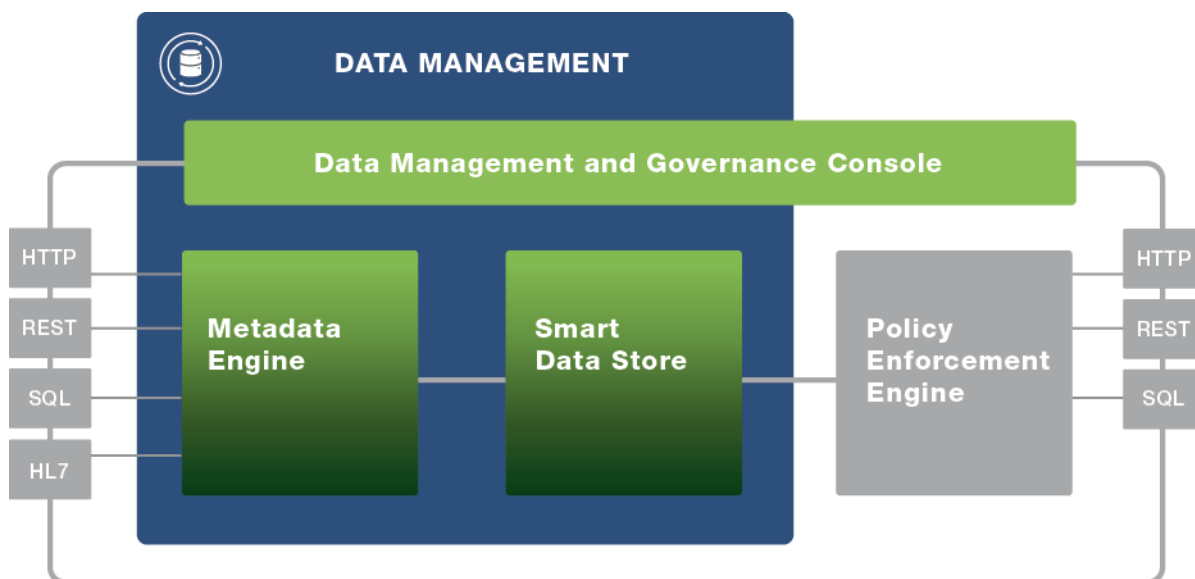 DATA MANAGEMENT
Data Management and Governance Console
HTTP
REST
SQL
HL7
Metadata
Engine
Smart
Data Store
Policy
Enforcement
Engine
HTTP
REST
SQL